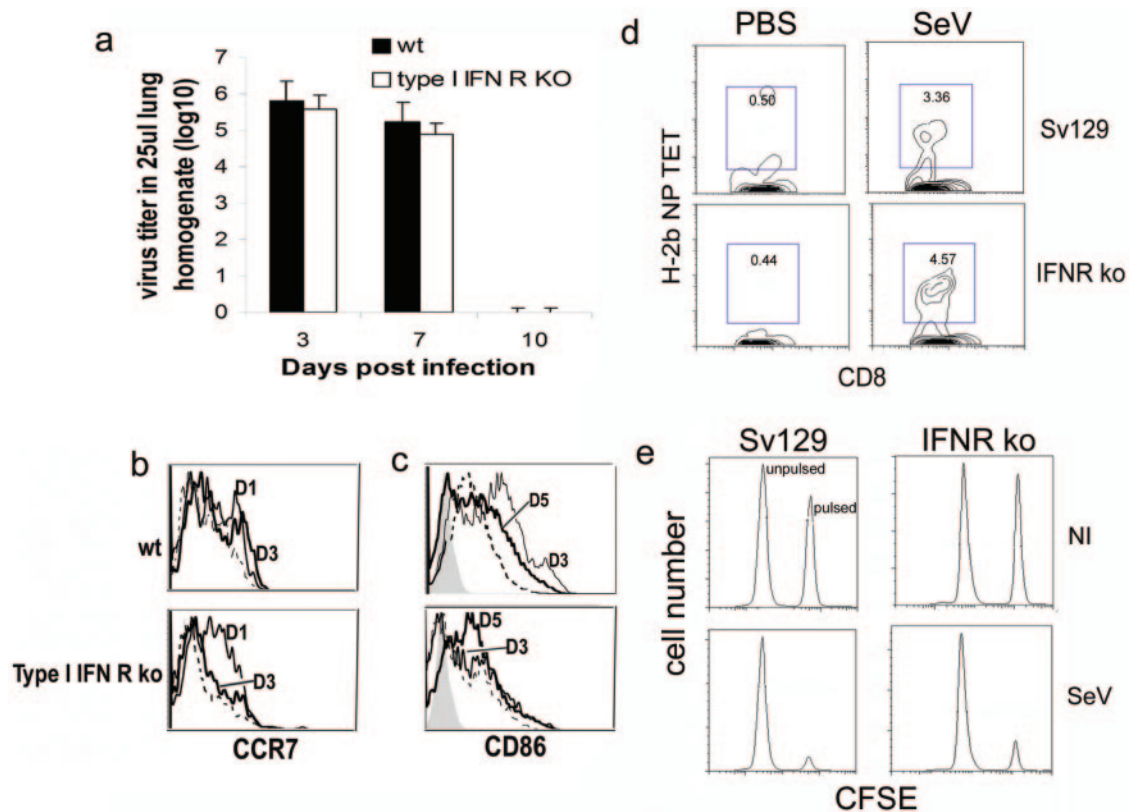 a
wt
type I IFN R KO
virus titer in 25ul lung
homogenate (log10)
7
6
5
4
3
2
1
0
3 7 10
Days post infection
d
PBS SeV
0.50
3.36
Sv129
0.44
4.57
IFNR ko
H-2b NP TET
CD8
b
D1
D3
wt
D1
D3
Type I IFN R ko
CCR7
c
D5
D3
D5
D3
CD86
e
Sv129 IFNR ko
unpulsed
pulsed
NI
SeV
cell number
CFSE